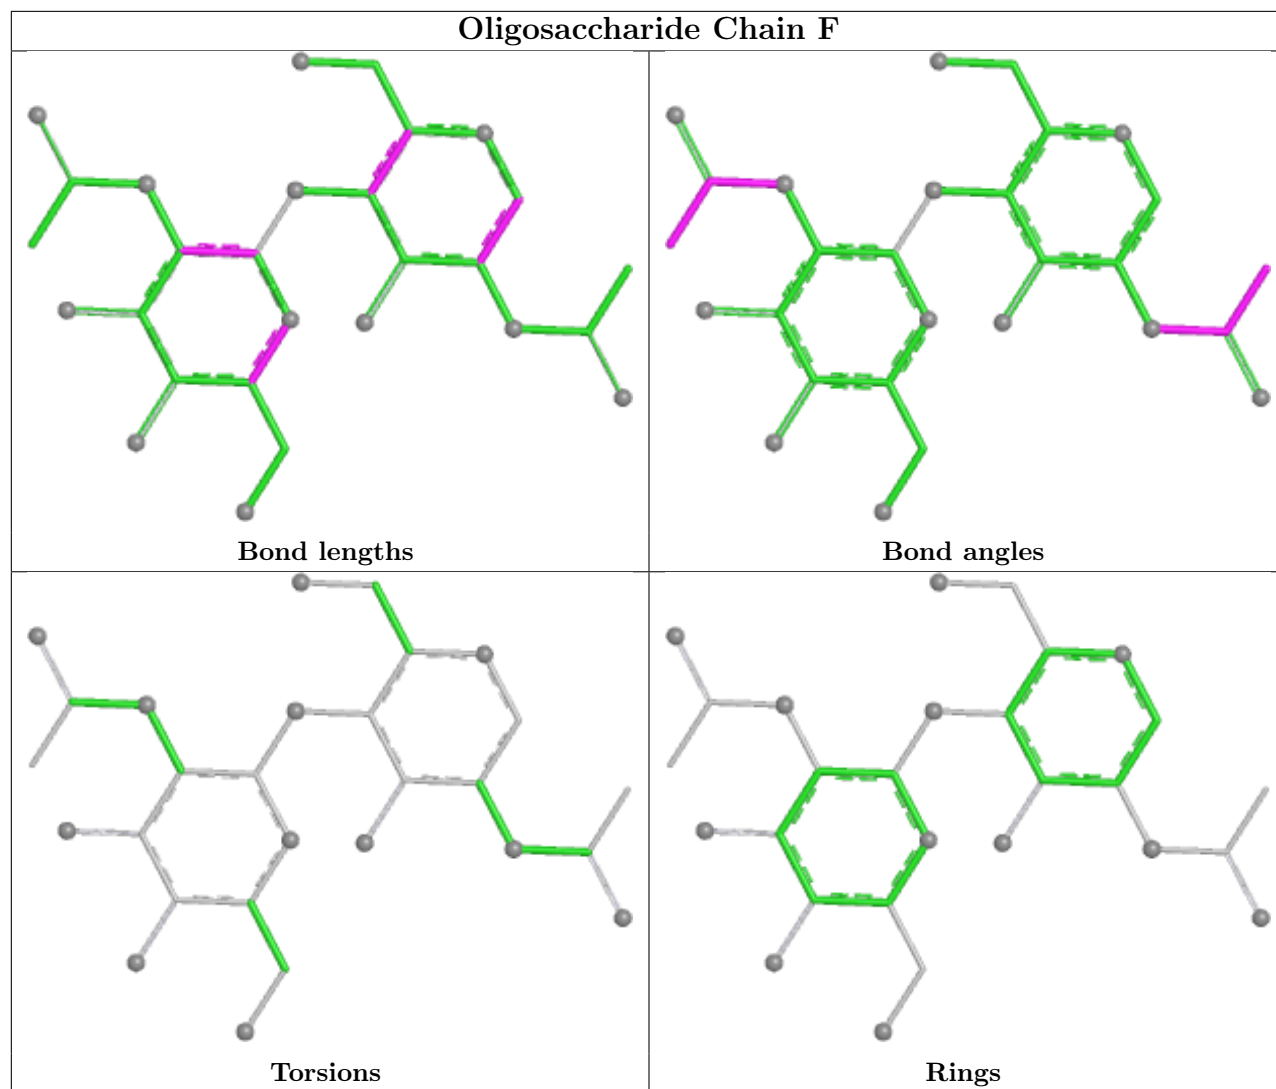 Oligosaccharide Chain F
Bond lengths
Bond angles
Torsions
Rings